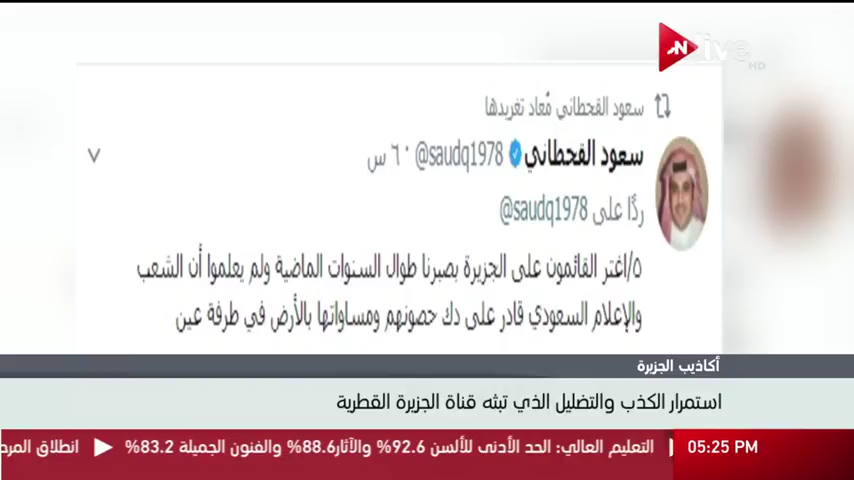 live
HD
سعود القحطاني مُعاد تغريدها
سعود القحطاني @saudq1978 · ٦ س
ردًا على @saudq1978
٥/اغتر القائمون على الجزيرة بصبرنا طوال السنوات الماضية ولم يعلموا أن الشعب
والإعلام السعودي قادر على دك حصونهم ومساواتها بالأرض في طرفة عين
أكاذيب الجزيرة
استمرار الكذب والتضليل الذي تبثه قناة الجزيرة القطرية
05:25 PM
التعليم العالي: الحد الأدنى للألسن 92.6% والآثار88.6% والفنون الجميلة 83.2% ◀ انطلاق